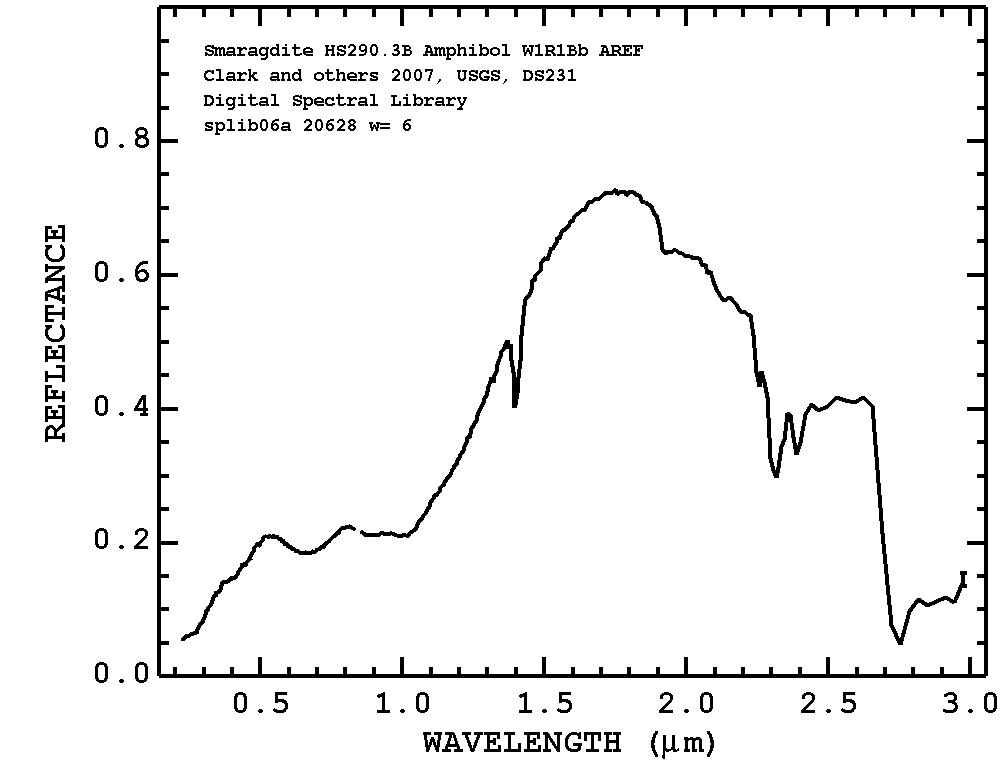 Smaragdite HS290.3B Amphibol W1R1Bb AREF
Clark and others 2007, USGS, DS231
Digital Spectral Library
splib06a 20628 w= 6
REFLECTANCE
0.8
0.6
0.4
0.2
0.0
0.5 1.0 1.5 2.0 2.5 3.0
WAVELENGTH (μm)